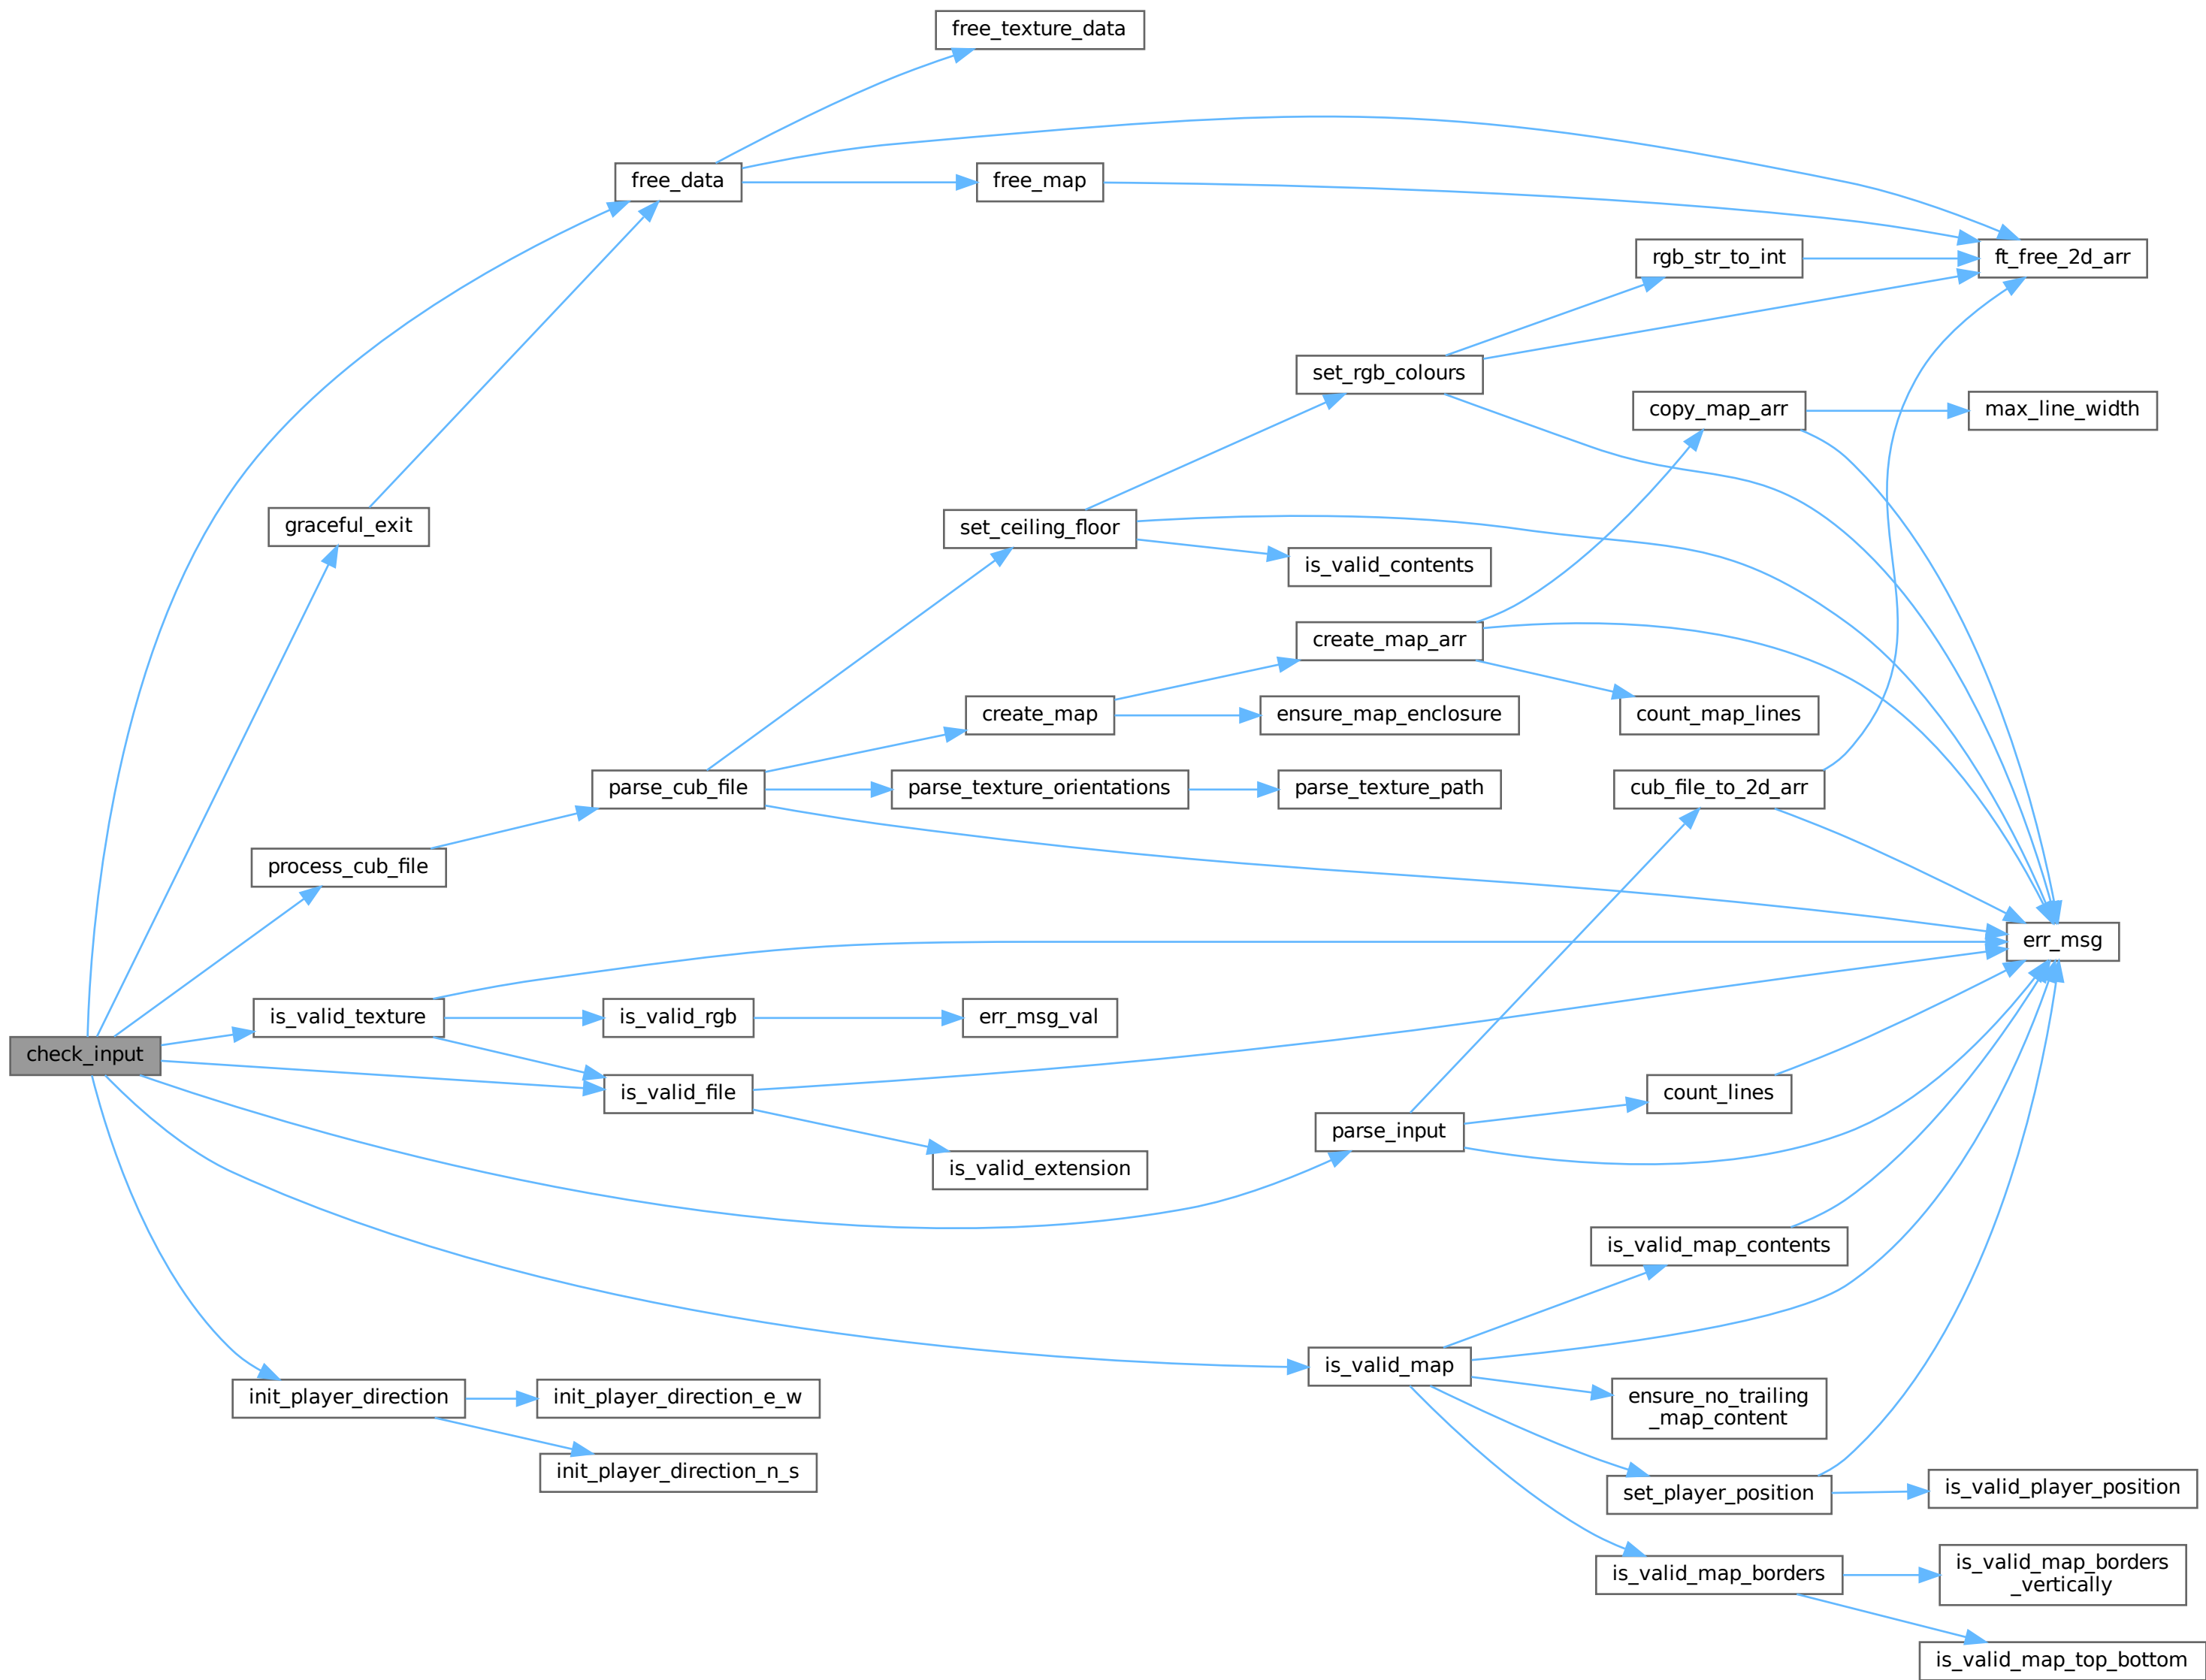 free_texture_data
free_data
free_map
rgb_str_to_int
ft_free_2d_arr
set_rgb_colours
copy_map_arr
max_line_width
graceful_exit
set_ceiling_floor
is_valid_contents
create_map_arr
create_map
ensure_map_enclosure
count_map_lines
parse_cub_file
parse_texture_orientations
parse_texture_path
cub_file_to_2d_arr
process_cub_file
err_msg
is_valid_texture
is_valid_rgb
err_msg_val
check_input
is_valid_file
count_lines
parse_input
is_valid_extension
is_valid_map_contents
is_valid_map
init_player_direction
init_player_direction_e_w
ensure_no_trailing
_map_content
init_player_direction_n_s
set_player_position
is_valid_player_position
is_valid_map_borders
is_valid_map_borders
_vertically
is_valid_map_top_bottom